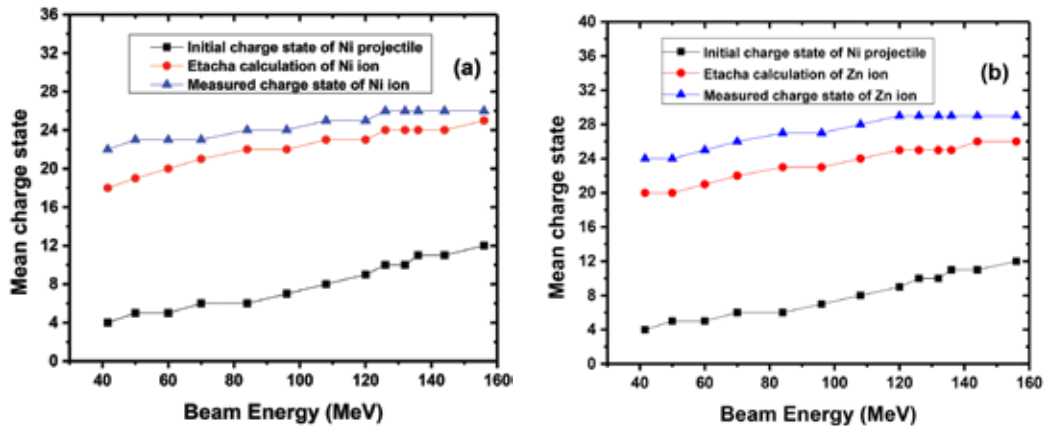 36
32
28
24
20
16
12
8
4
0
Mean charge state
Initial charge state of Ni projectile
Etacha calculation of Ni ion
Measured charge state of Ni ion
(a)
40 60 80 100 120 140 160
Beam Energy (MeV)
40
36
32
28
24
20
16
12
8
4
0
Mean charge state
Initial charge state of Ni projectile
Etacha calculation of Zn ion
Measured charge state of Zn ion
(b)
40 60 80 100 120 140 160
Beam Energy (MeV)